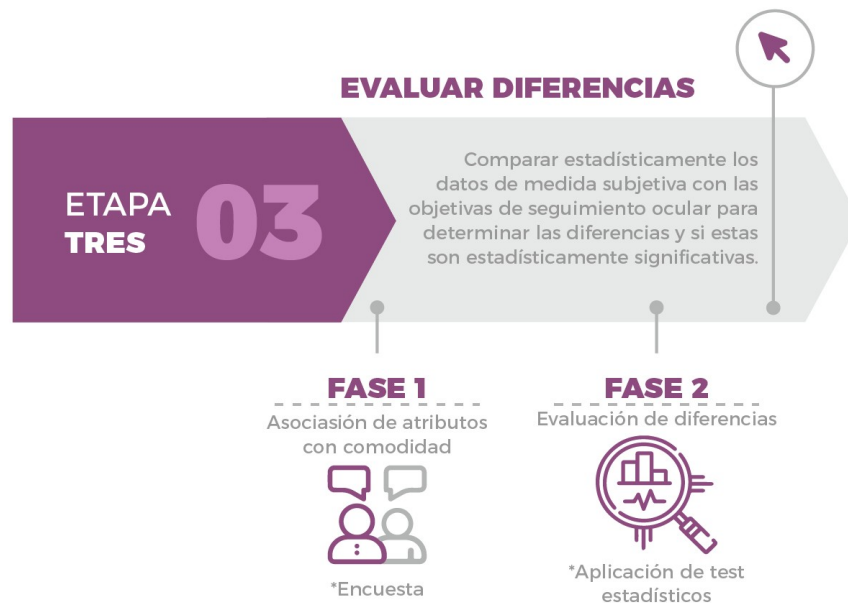 EVALUAR DIFERENCIAS
ETAPA
TRES
03
Comparar estadísticamente los
datos de medida subjetiva con las
objetivas de seguimiento ocular para
determinar las diferencias y si estas
son estadísticamente significativas.
FASE 1
Asociasión de atributos
con comodidad
*Encuesta
FASE 2
Evaluación de diferencias
*Aplicación de test
estadísticos